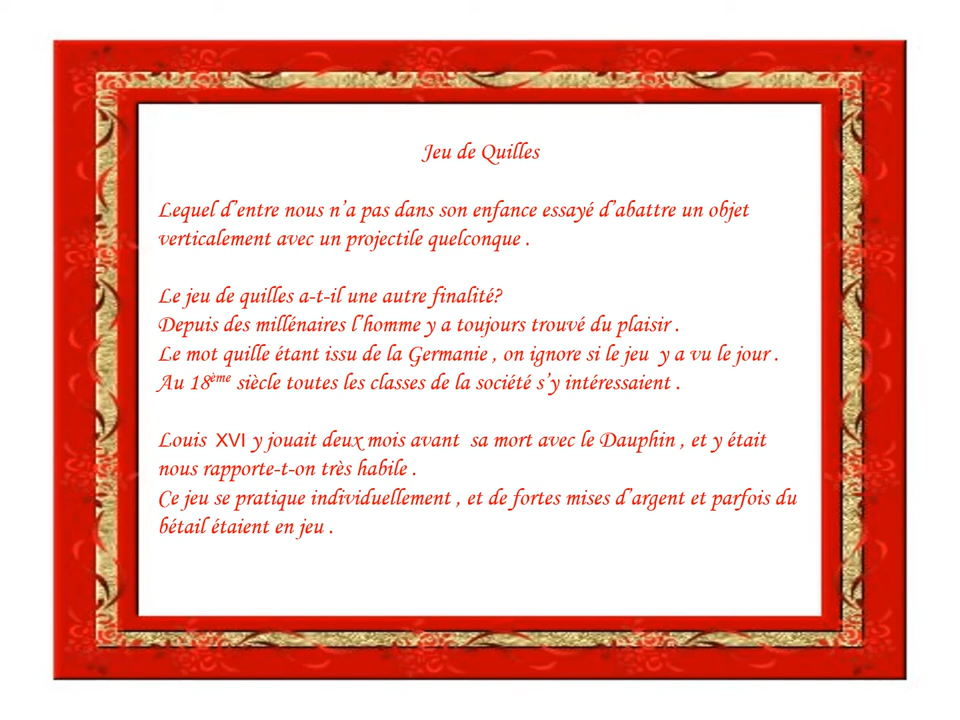 Jeu de Quilles
Lequel d’entre nous n’a pas dans son enfance essayé d’abattre un objet
verticalement avec un projectile quelconque .
Le jeu de quilles a-t-il une autre finalité?
Depuis des millénaires l’homme y a toujours trouvé du plaisir .
Le mot quille étant issu de la Germanie , on ignore si le jeu y a vu le jour .
Au 18ème siècle toutes les classes de la société s’y intéressaient .
Louis XVI y jouait deux mois avant sa mort avec le Dauphin , et y était
nous rapporte-t-on très habile .
Ce jeu se pratique individuellement , et de fortes mises d’argent et parfois du
bétail étaient en jeu .